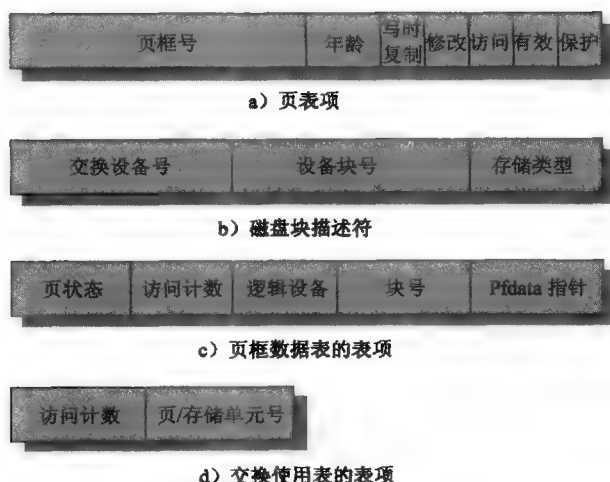 页框号 年龄 写时复制 修改 访问 有效 保护
a）页表项
交换设备号 设备块号 存储类型
b）磁盘块描述符
页状态 访问计数 逻辑设备 块号 Pfdata 指针
c）页框数据表的表项
访问计数 页/存储单元号
d）交换使用表的表项